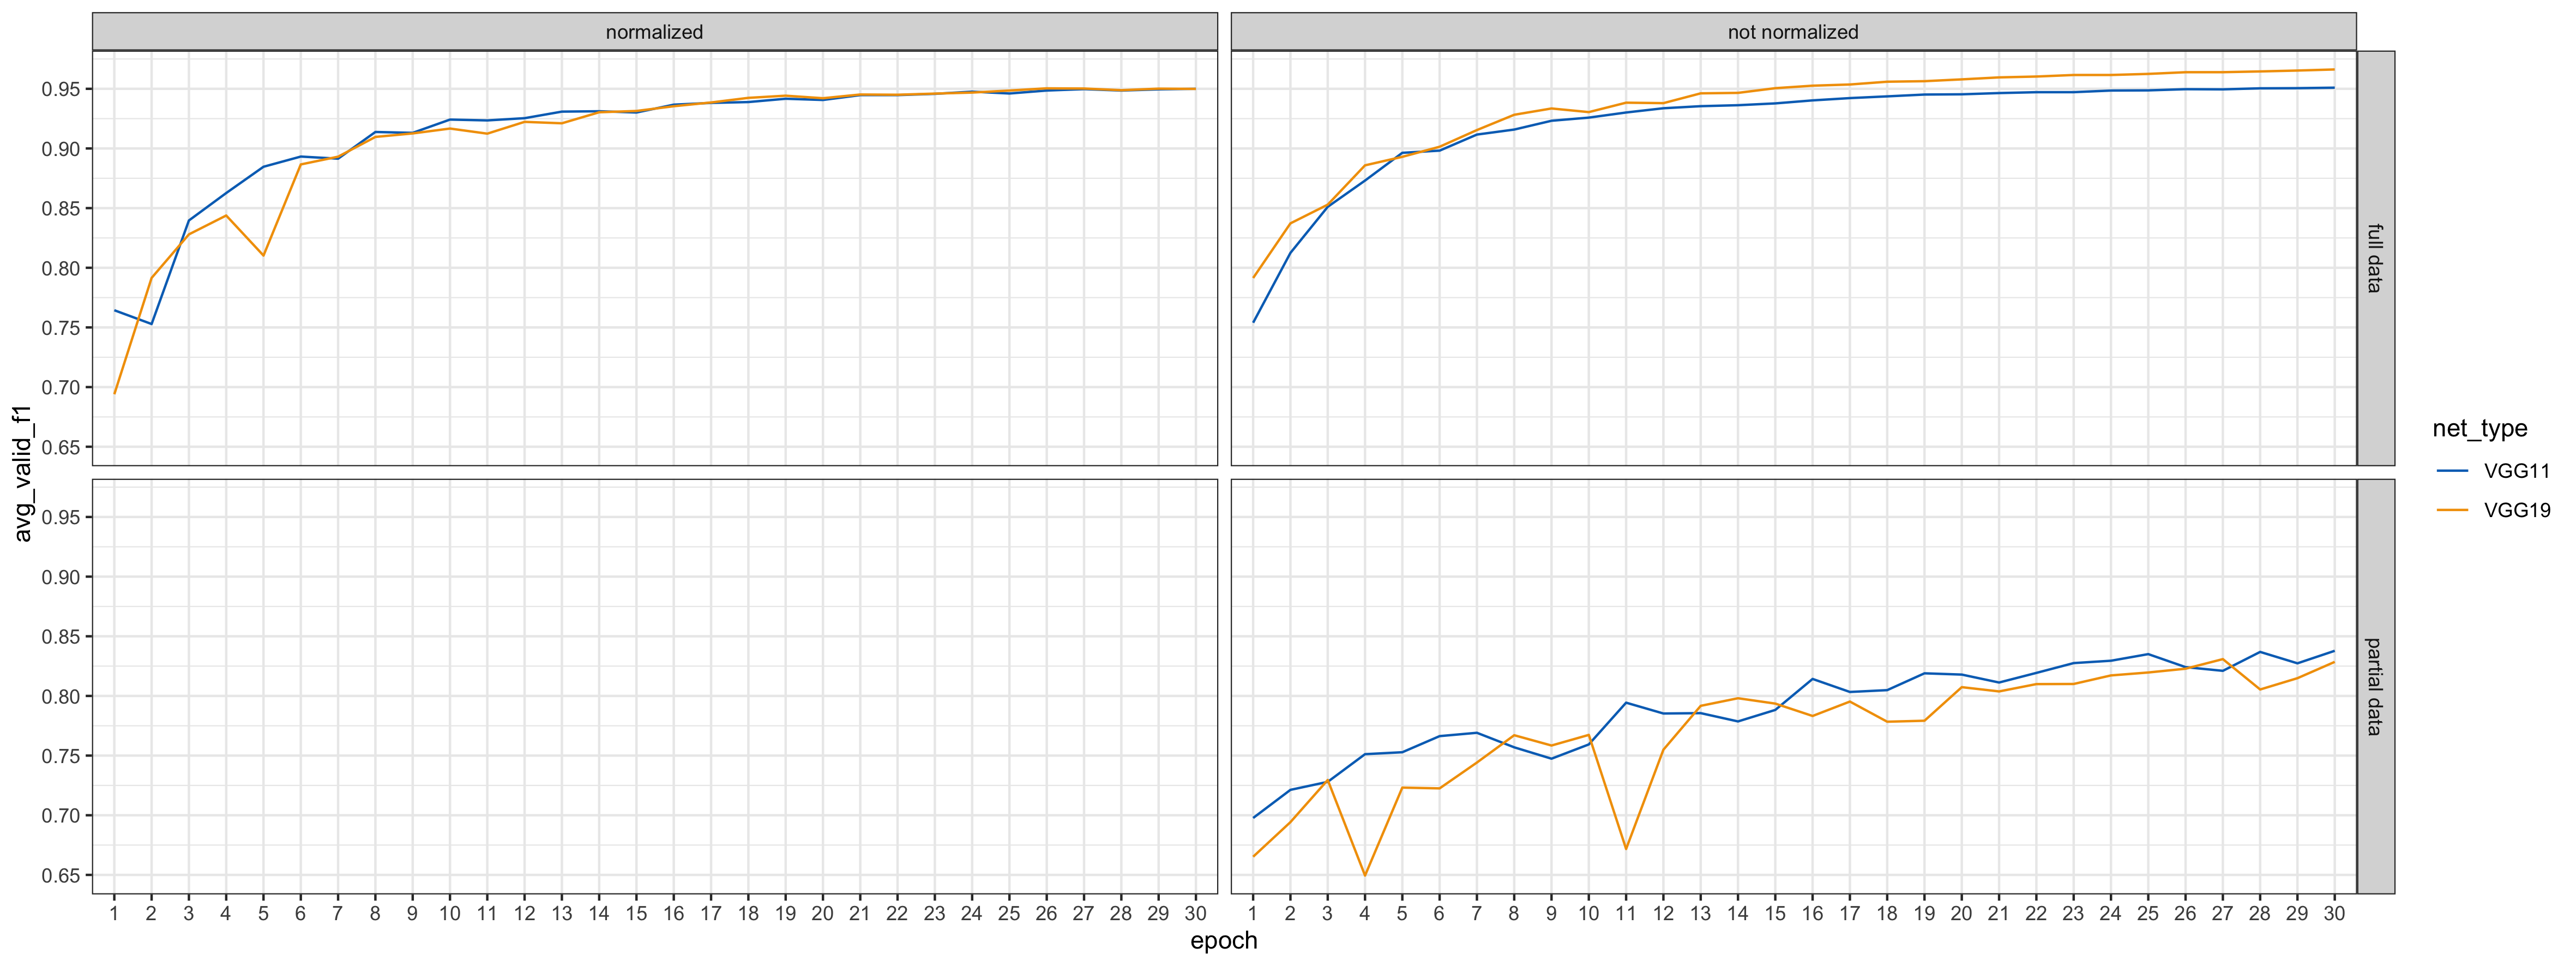 normalized
not normalized
0.95
0.90
0.85
0.80
0.75
0.70
0.65
full data
0.95
0.90
0.85
0.80
0.75
0.70
0.65
partial data
avg_valid_f1
1 2 3 4 5 6 7 8 9 10 11 12 13 14 15 16 17 18 19 20 21 22 23 24 25 26 27 28 29 30
1 2 3 4 5 6 7 8 9 10 11 12 13 14 15 16 17 18 19 20 21 22 23 24 25 26 27 28 29 30
epoch
net_type
VGG11
VGG19